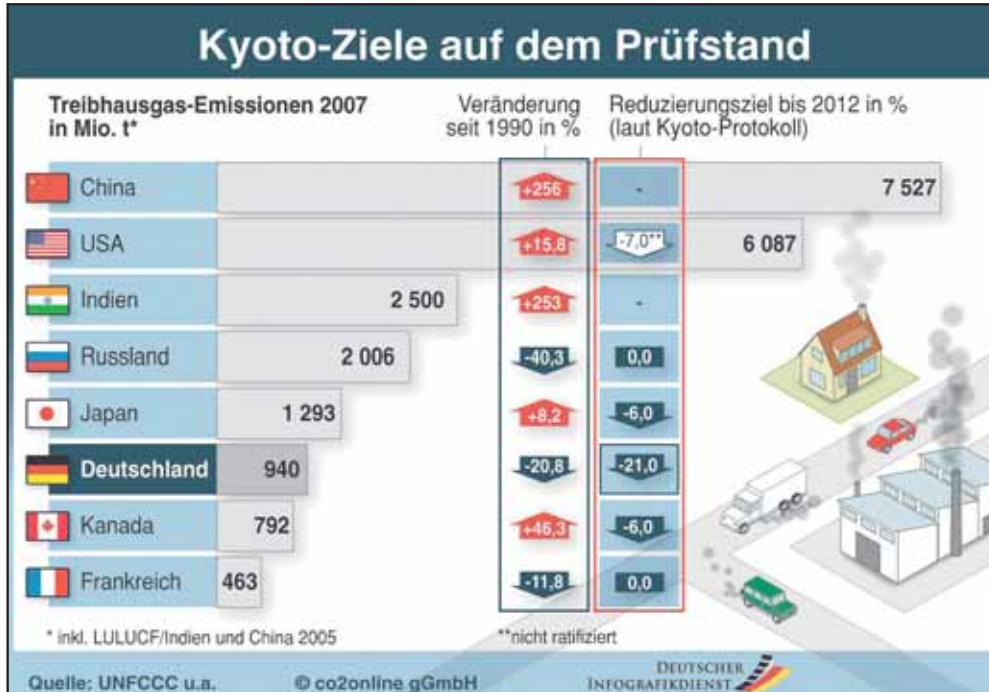 Kyoto-Ziele auf dem Prüfstand
Treibhausgas-Emissionen 2007
in Mio. t*
Veränderung
seit 1990 in %
Reduzierungsziel bis 2012 in %
(laut Kyoto-Protokoll)
China +256 - 7 527
USA +15,8 -7,0** 6 087
Indien 2 500 +253 -
Russland 2 006 -40,3 0,0
Japan 1 293 +8,2 -6,0
Deutschland 940 -20,8 -21,0
Kanada 792 +46,3 -6,0
Frankreich 463 -11,8 0,0
* inkl. LULUCF/Indien und China 2005
**nicht ratifiziert
Quelle: UNFCCC u.a.
© co2online gGmbH
DEUTSCHER
INFOGRAFIKDIENST